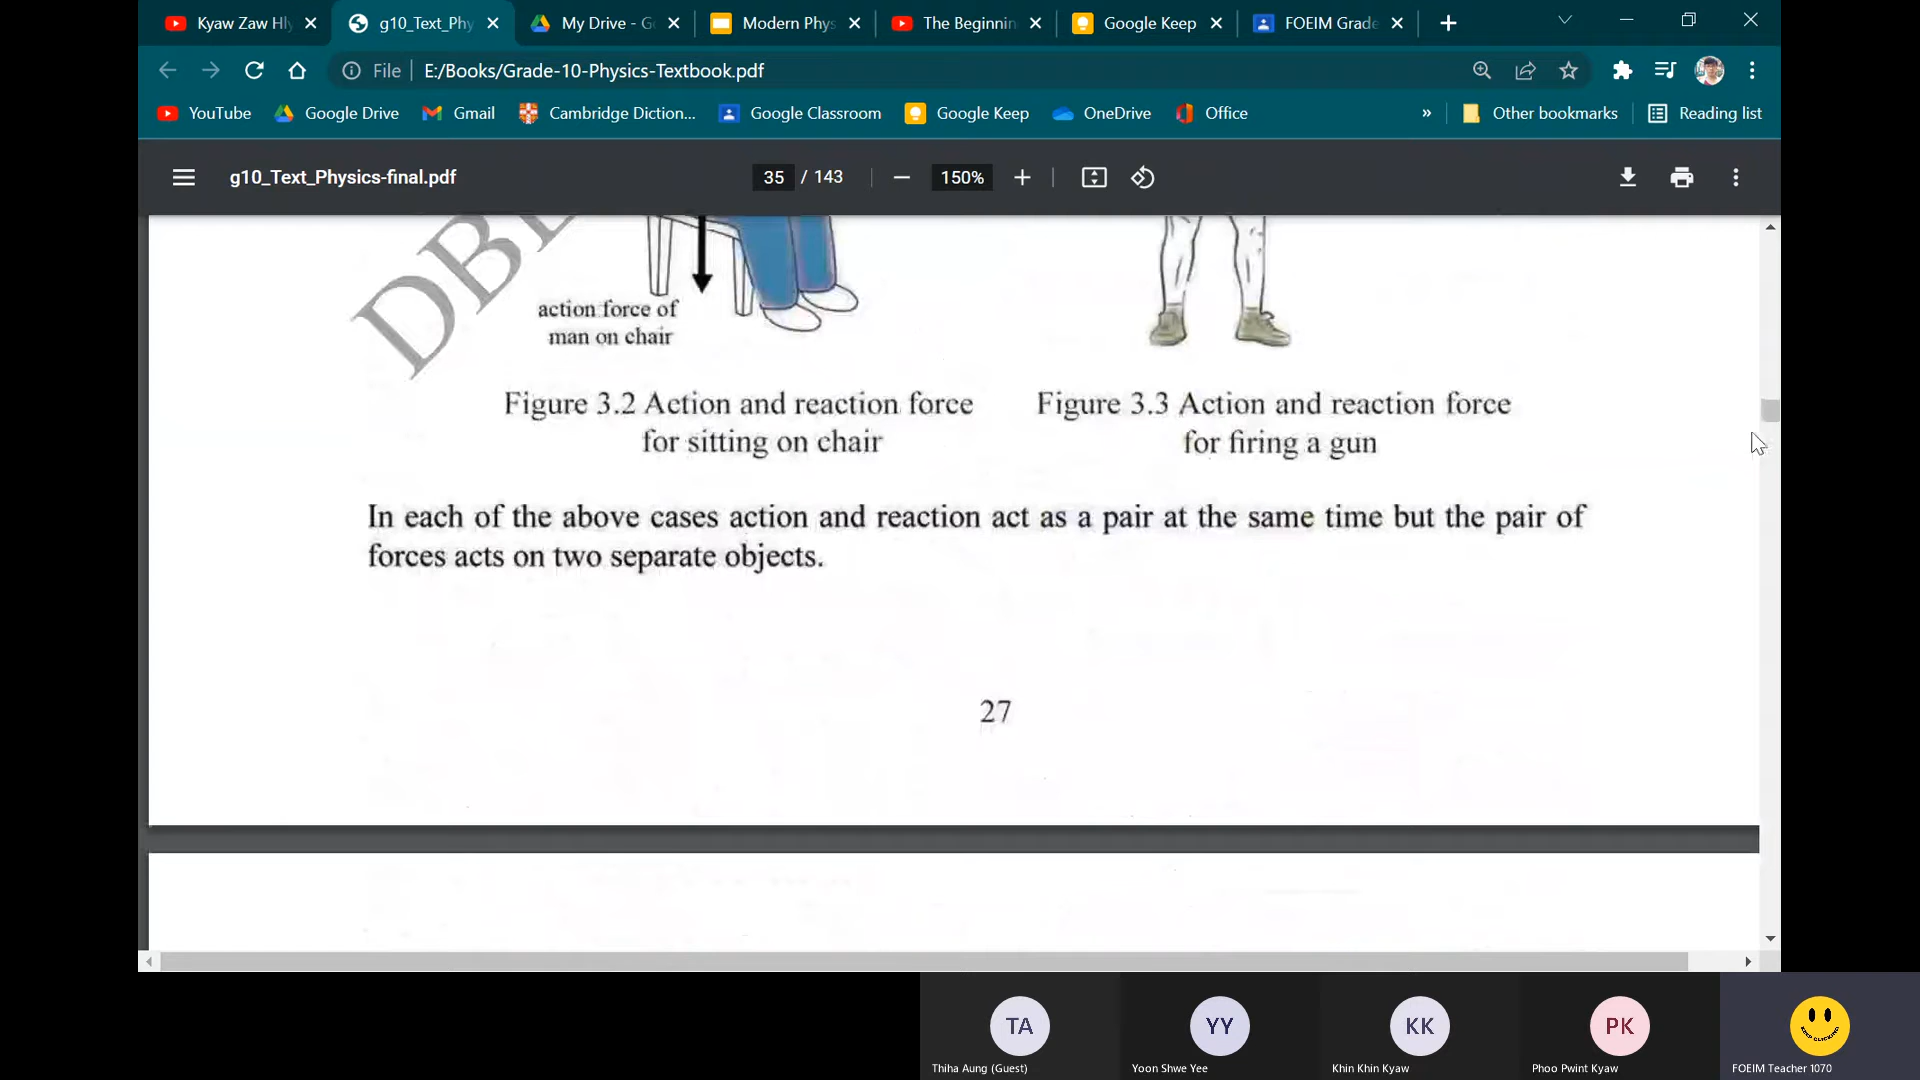 Kyaw Zaw Hl
g10_Text_Phy
My Drive - G
Modern Phys
The Beginnin
Google Keep
FOEIM Grade
File
E:/Books/Grade-10-Physics-Textbook.pdf
YouTube
Google Drive
Gmail
Cambridge Diction...
Google Classroom
Google Keep
OneDrive
Office
»
Other bookmarks
Reading list
g10_Text_Physics-final.pdf
35 / 143
150%
DBE
action force of
man on chair
Figure 3.2 Action and reaction force
for sitting on chair
Figure 3.3 Action and reaction force
for firing a gun
In each of the above cases action and reaction act as a pair at the same time but the pair of
forces acts on two separate objects.
27
TA
YY
KK
PK
KEEP CLICKING
Thiha Aung (Guest)
Yoon Shwe Yee
Khin Khin Kyaw
Phoo Pwint Kyaw
FOEIM Teacher 1070